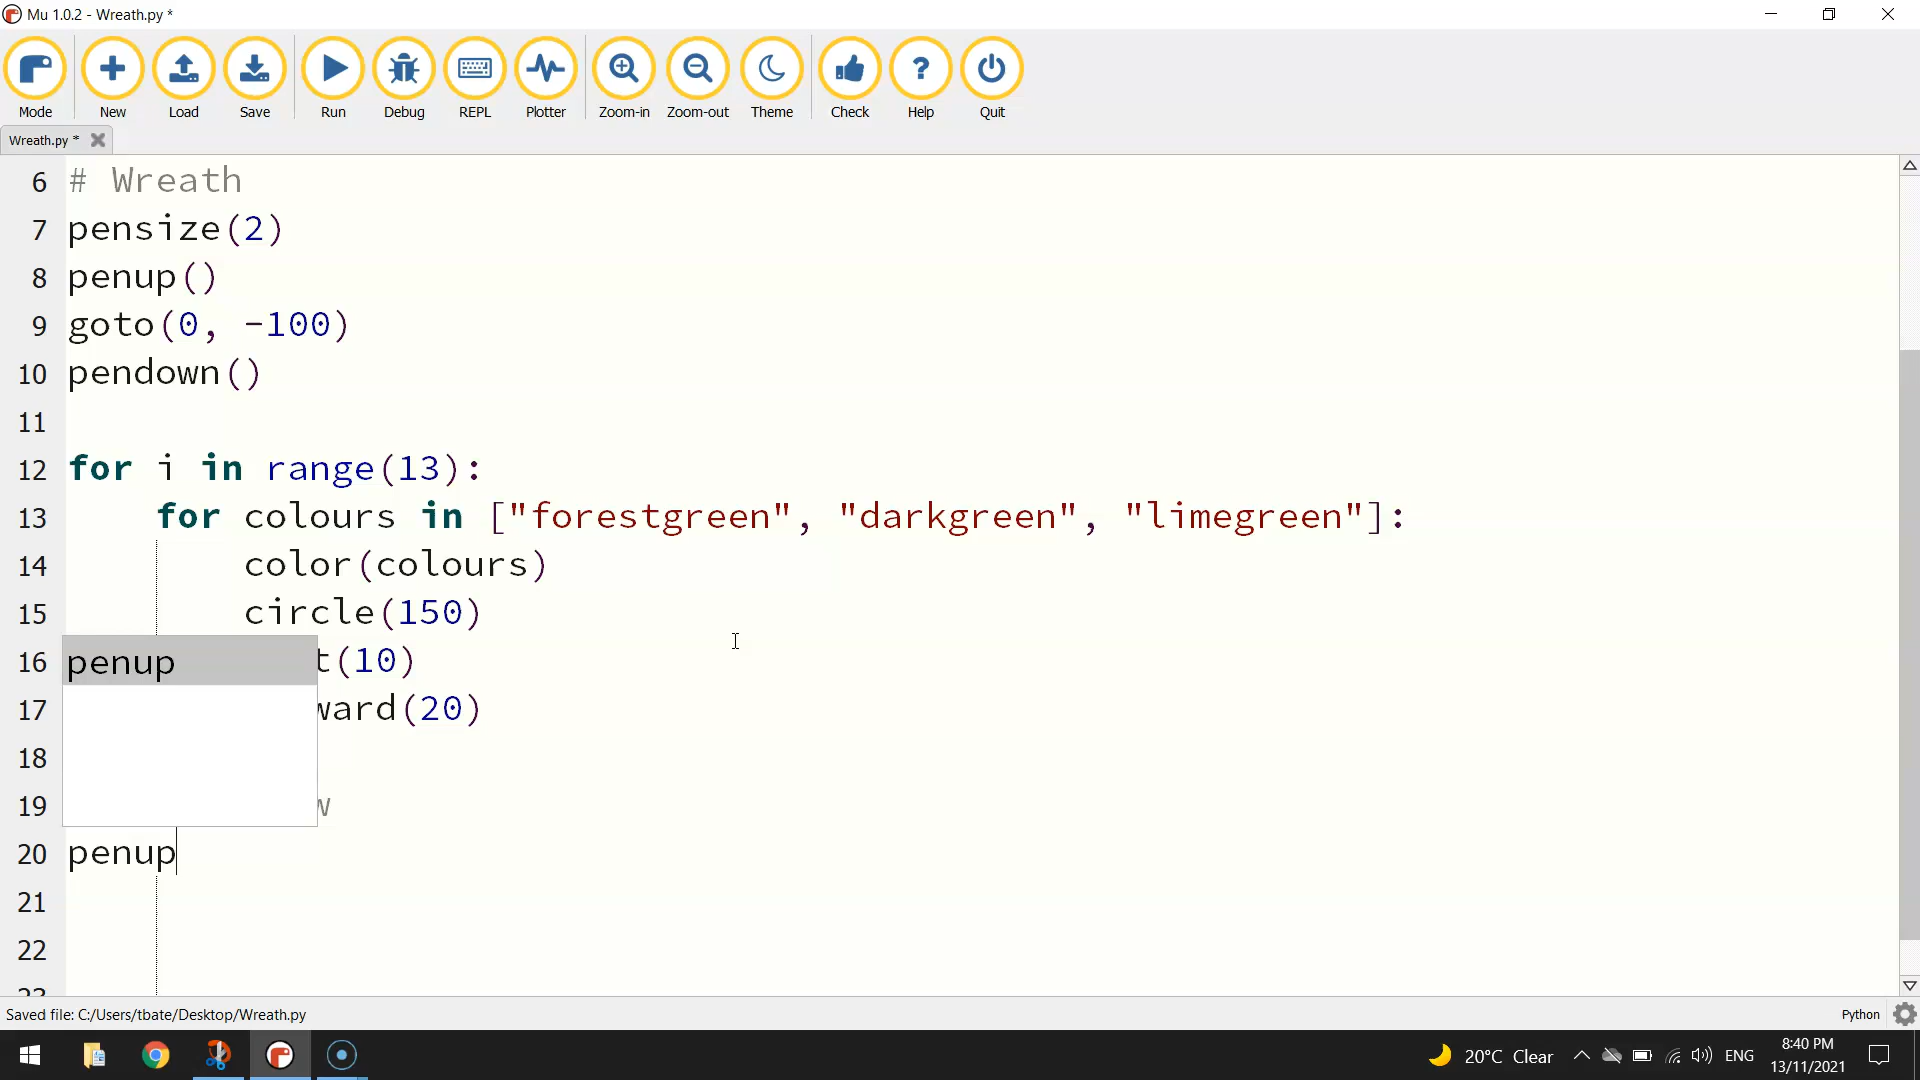 Mu 1.0.2 - Wreath.py *
Mode New Load Save Run Debug REPL Plotter Zoom-in Zoom-out Theme Check Help Quit
Wreath.py *
6 # Wreath
7 pensize(2)
8 penup()
9 goto(0, -100)
10 pendown()
11
12 for i in range(13):
13 for colours in ["forestgreen", "darkgreen", "limegreen"]:
14 color(colours)
15 circle(150)
16 penup t(10)
17 ward(20)
18
19 w
20 penup
21
22
Saved file: C:/Users/tbate/Desktop/Wreath.py
Python
20°C Clear
ENG
8:40 PM
13/11/2021